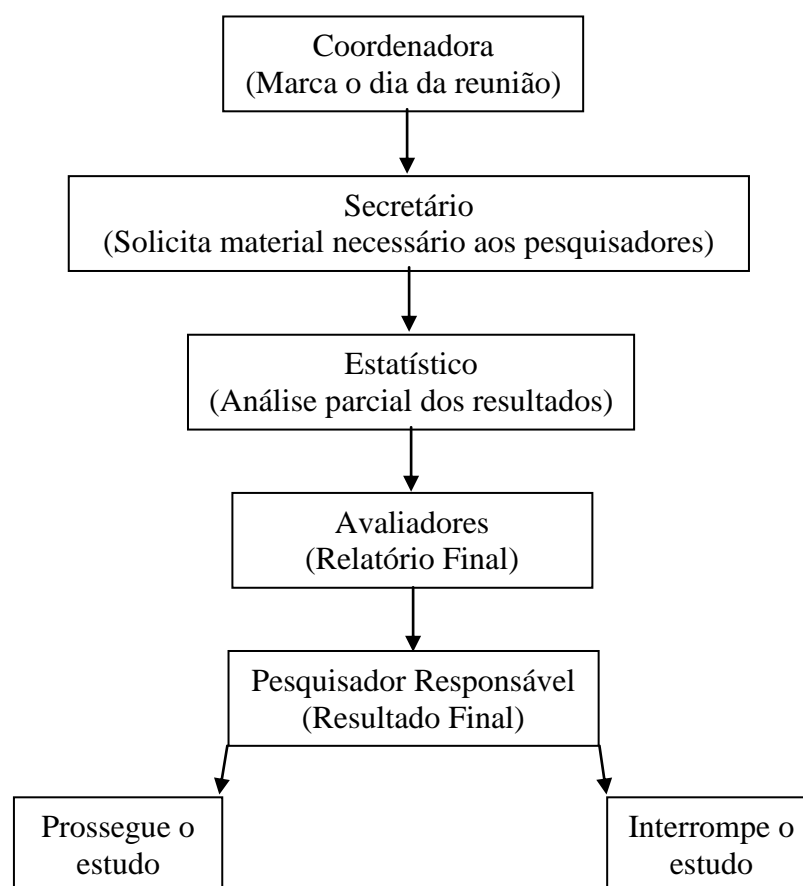 Coordenadora
(Marca o dia da reunião)
Secretário
(Solicita material necessário aos pesquisadores)
Estatístico
(Análise parcial dos resultados)
Avaliadores
(Relatório Final)
Pesquisador Responsável
(Resultado Final)
Prossegue o
estudo
Interrompe o
estudo